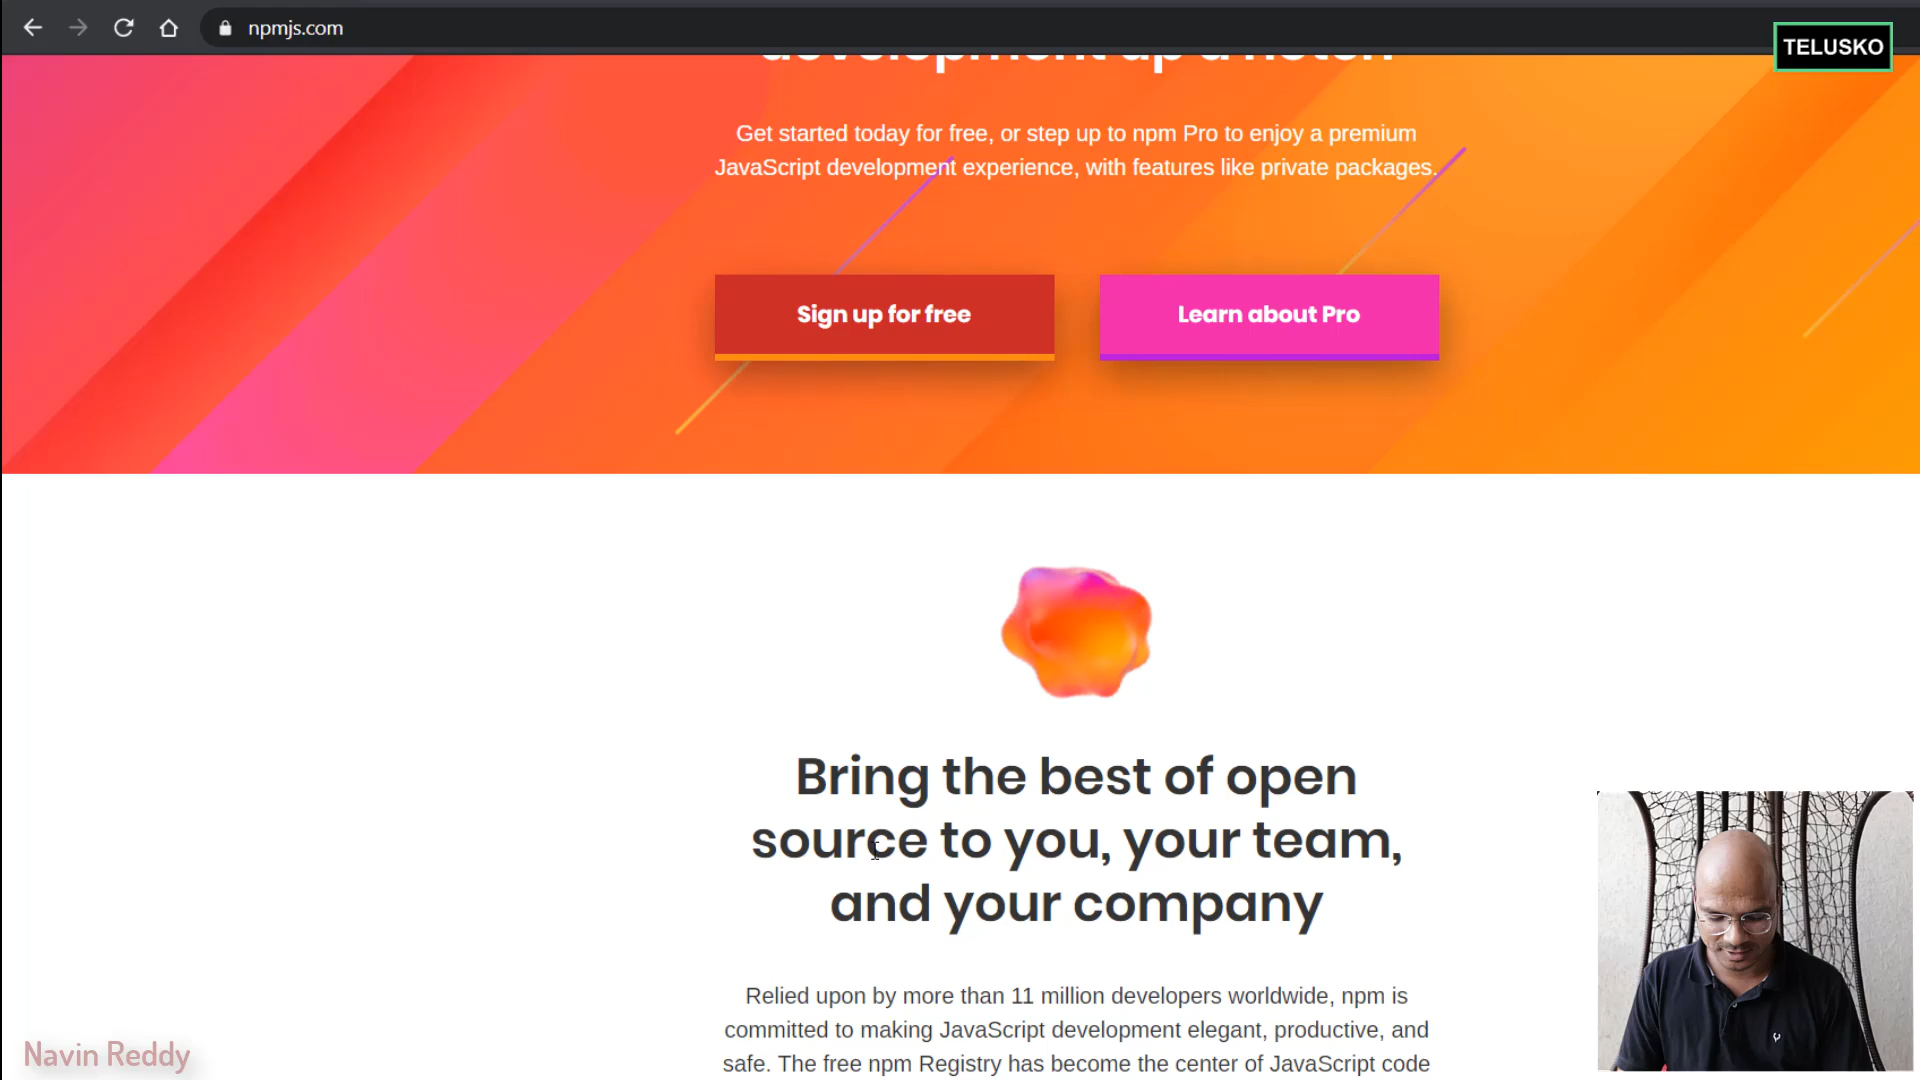 npmjs.com
TELUSKO
development up a notch
Get started today for free, or step up to npm Pro to enjoy a premium
JavaScript development experience, with features like private packages.
Sign up for free
Learn about Pro
Bring the best of open
source to you, your team,
and your company
Relied upon by more than 11 million developers worldwide, npm is
committed to making JavaScript development elegant, productive, and
safe. The free npm Registry has become the center of JavaScript code
Navin Reddy